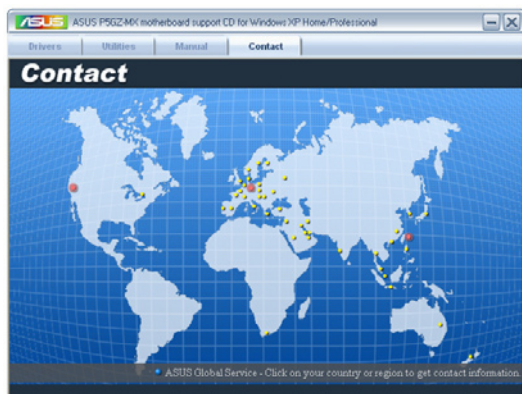 ASUS ASUS P5GZ-MX motherboard support CD for Windows XP Home/Professional
Drivers Utilities Manual Contact
Contact
ASUS Global Service - Click on your country or region to get contact information.